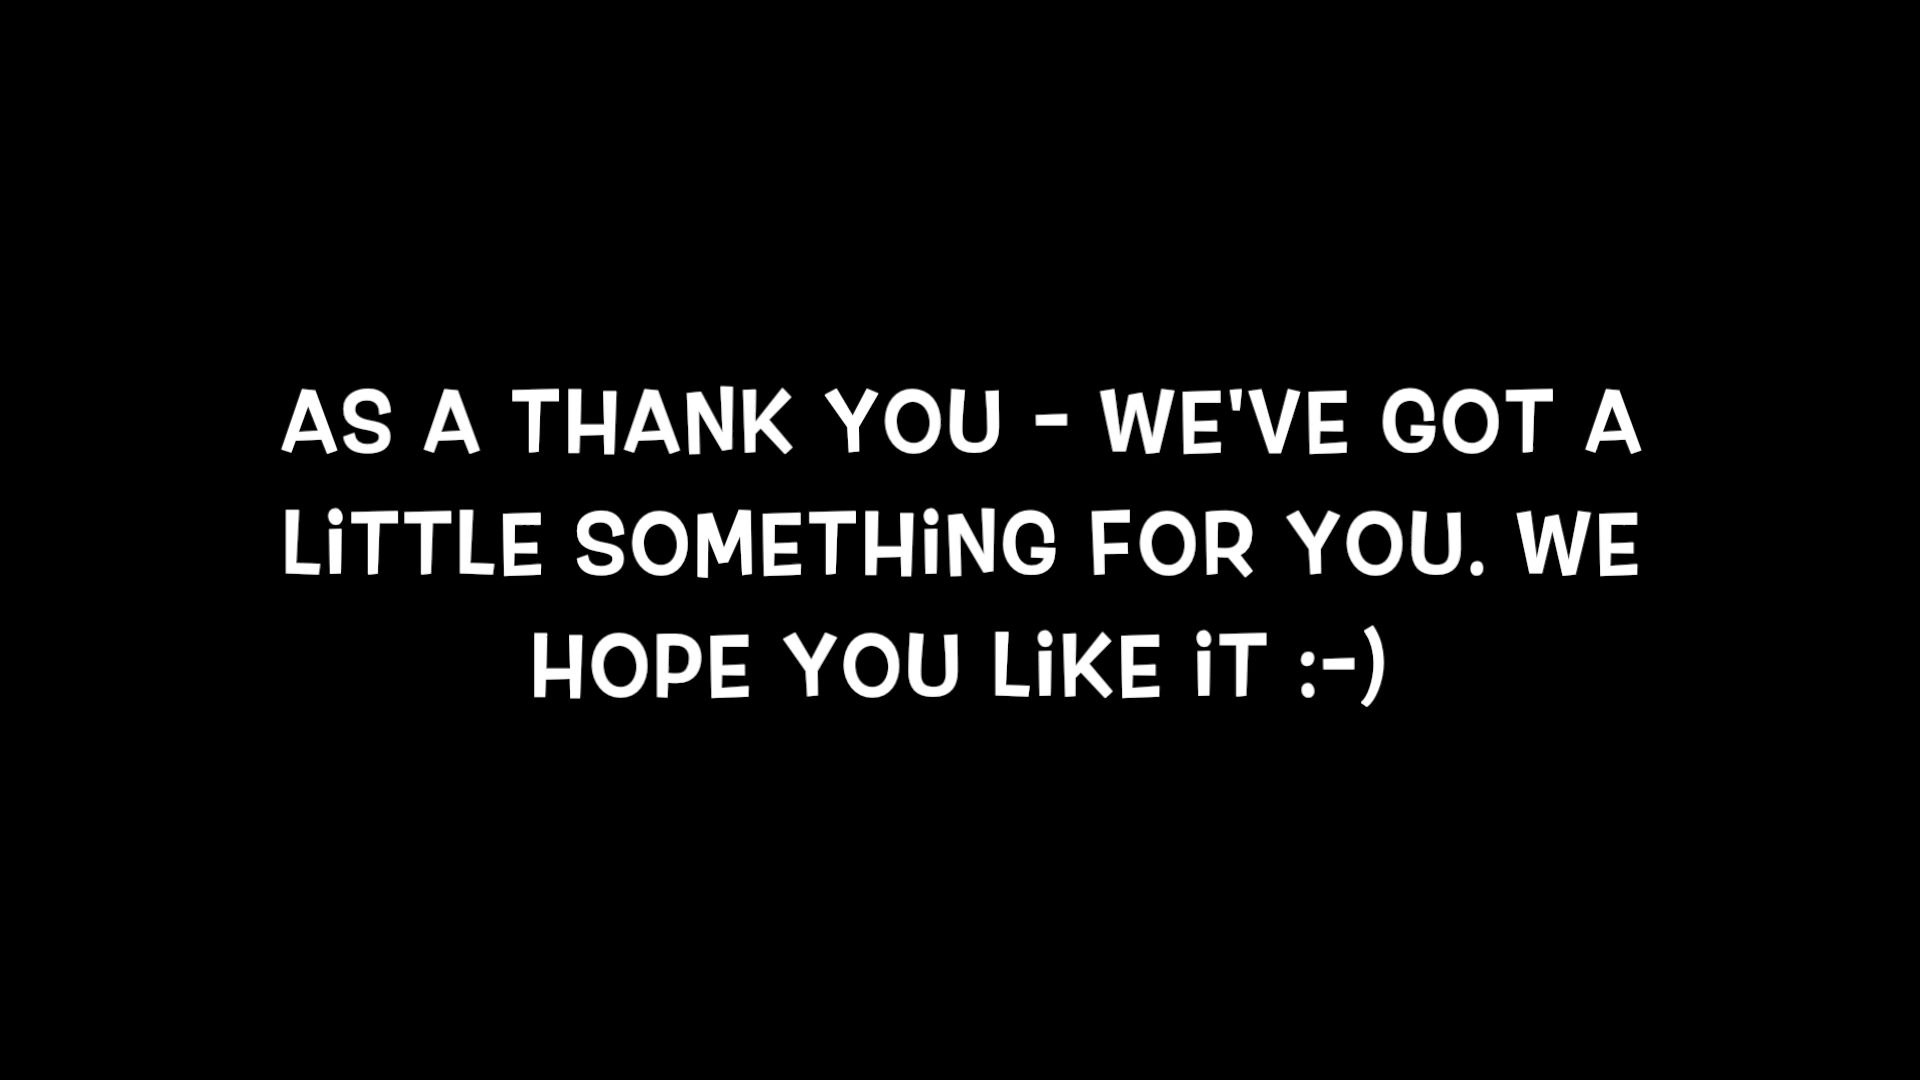 AS A THANK YOU - WE'VE GOT A
LiTTLE SOMETHiNG FOR YOU. WE
HOPE YOU LiKE iT :-)